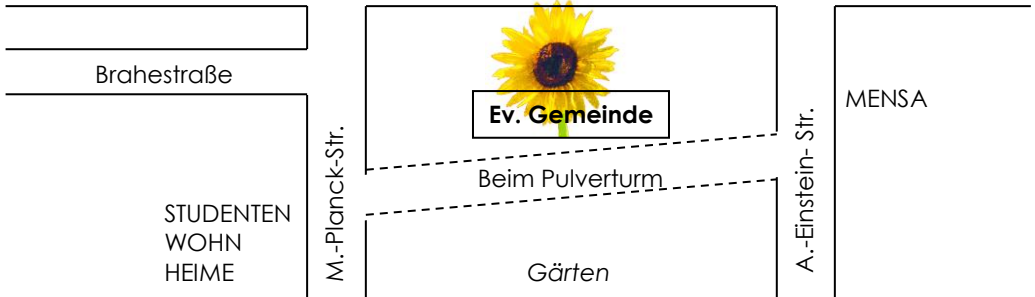 Brahestraße
Ev. Gemeinde
MENSA
M.-Planck-Str.
Beim Pulverturm
A.-Einstein- Str.
STUDENTEN
WOHN
HEIME
Gärten